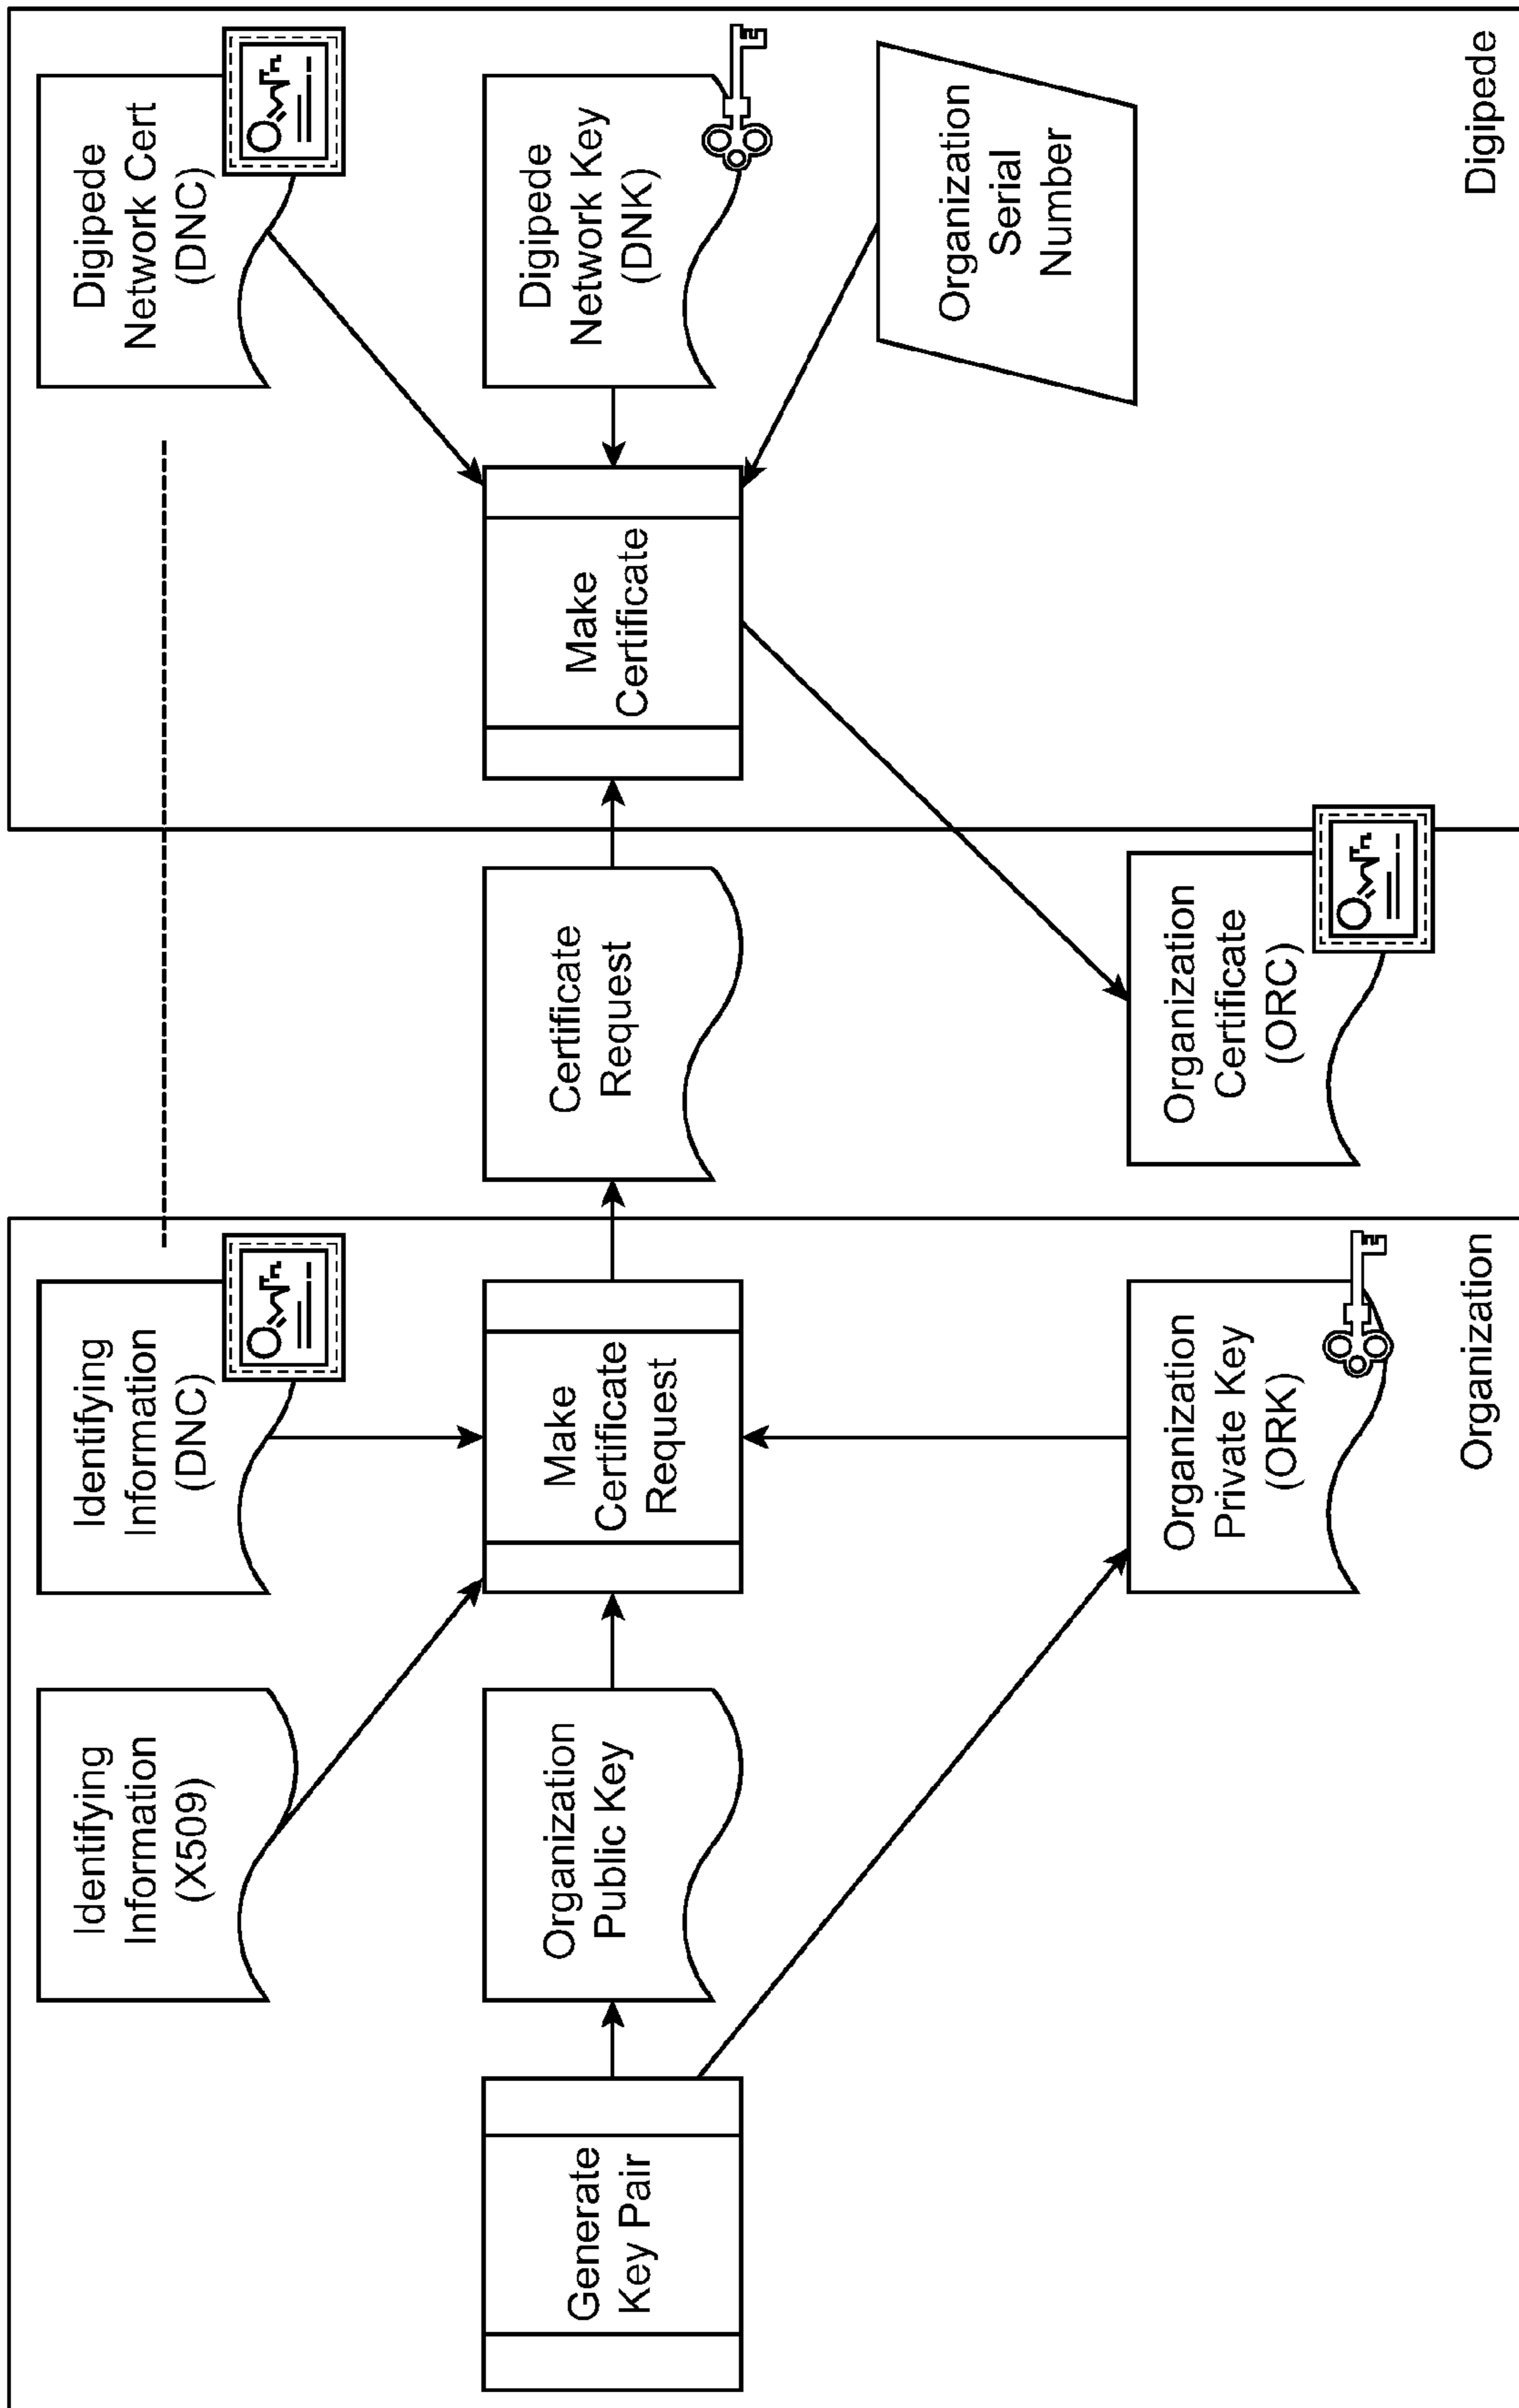 Identifying
Information
(X509)
Identifying
Information
(DNC)
Digipede
Network Cert
(DNC)
Generate
Key Pair
Organization
Public Key
Make
Certificate
Request
Certificate
Request
Make
Certificate
Digipede
Network Key
(DNK)
Organization
Serial
Number
Organization
Private Key
(ORK)
Organization
Certificate
(ORC)
Organization
Digipede